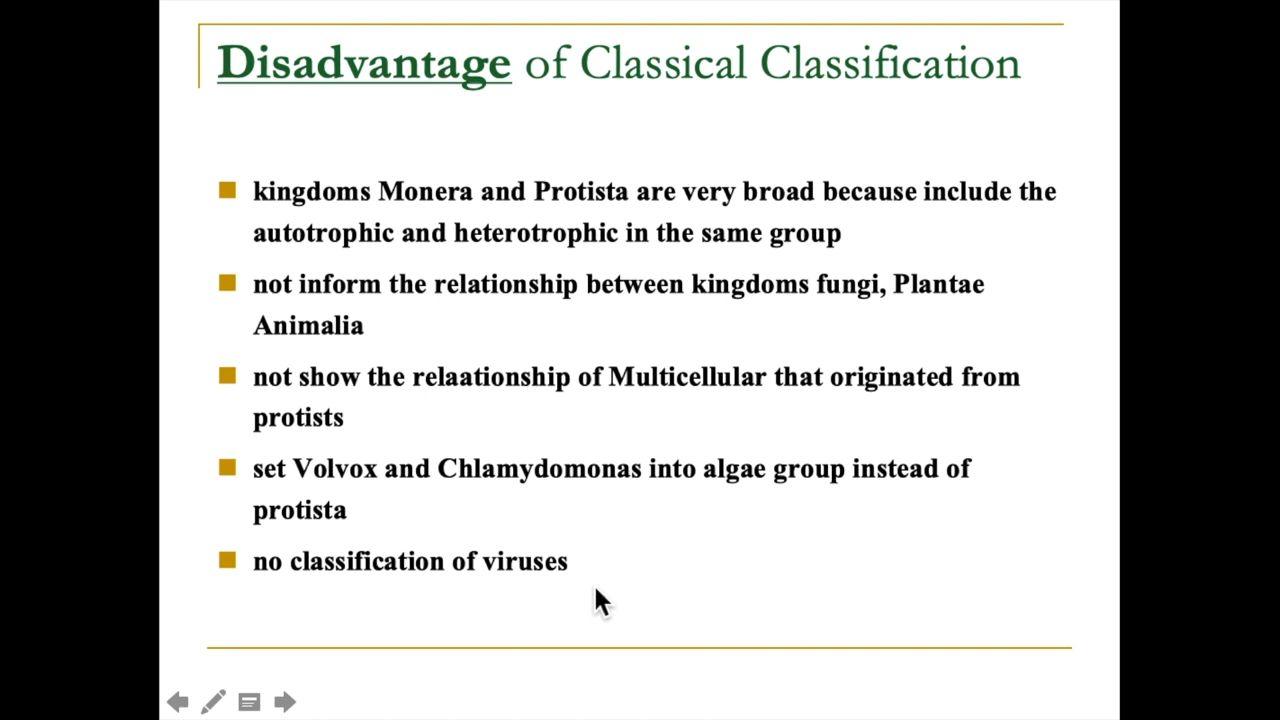 Disadvantage of Classical Classification
kingdoms Monera and Protista are very broad because include the
autotrophic and heterotrophic in the same group
not inform the relationship between kingdoms fungi, Plantae
Animalia
not show the relaationship of Multicellular that originated from
protists
set Volvox and Chlamydomonas into algae group instead of
protista
no classification of viruses